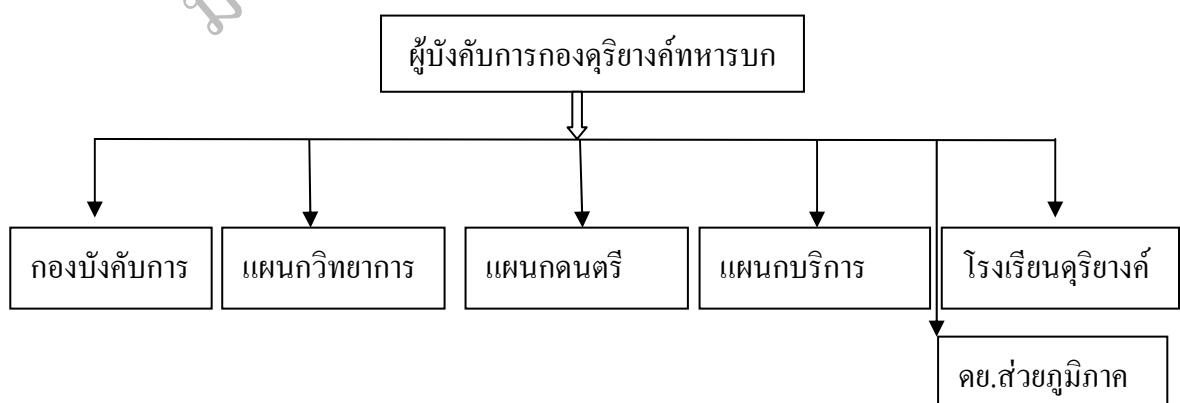 ผู้บังคับการกองดุริยางค์ทหารบก
กองบังคับการ
แผนกวิทยาการ
แผนกดนตรี
แผนกบริการ
โรงเรียนดุริยางค์
ดย.ส่วยภูมิภาค